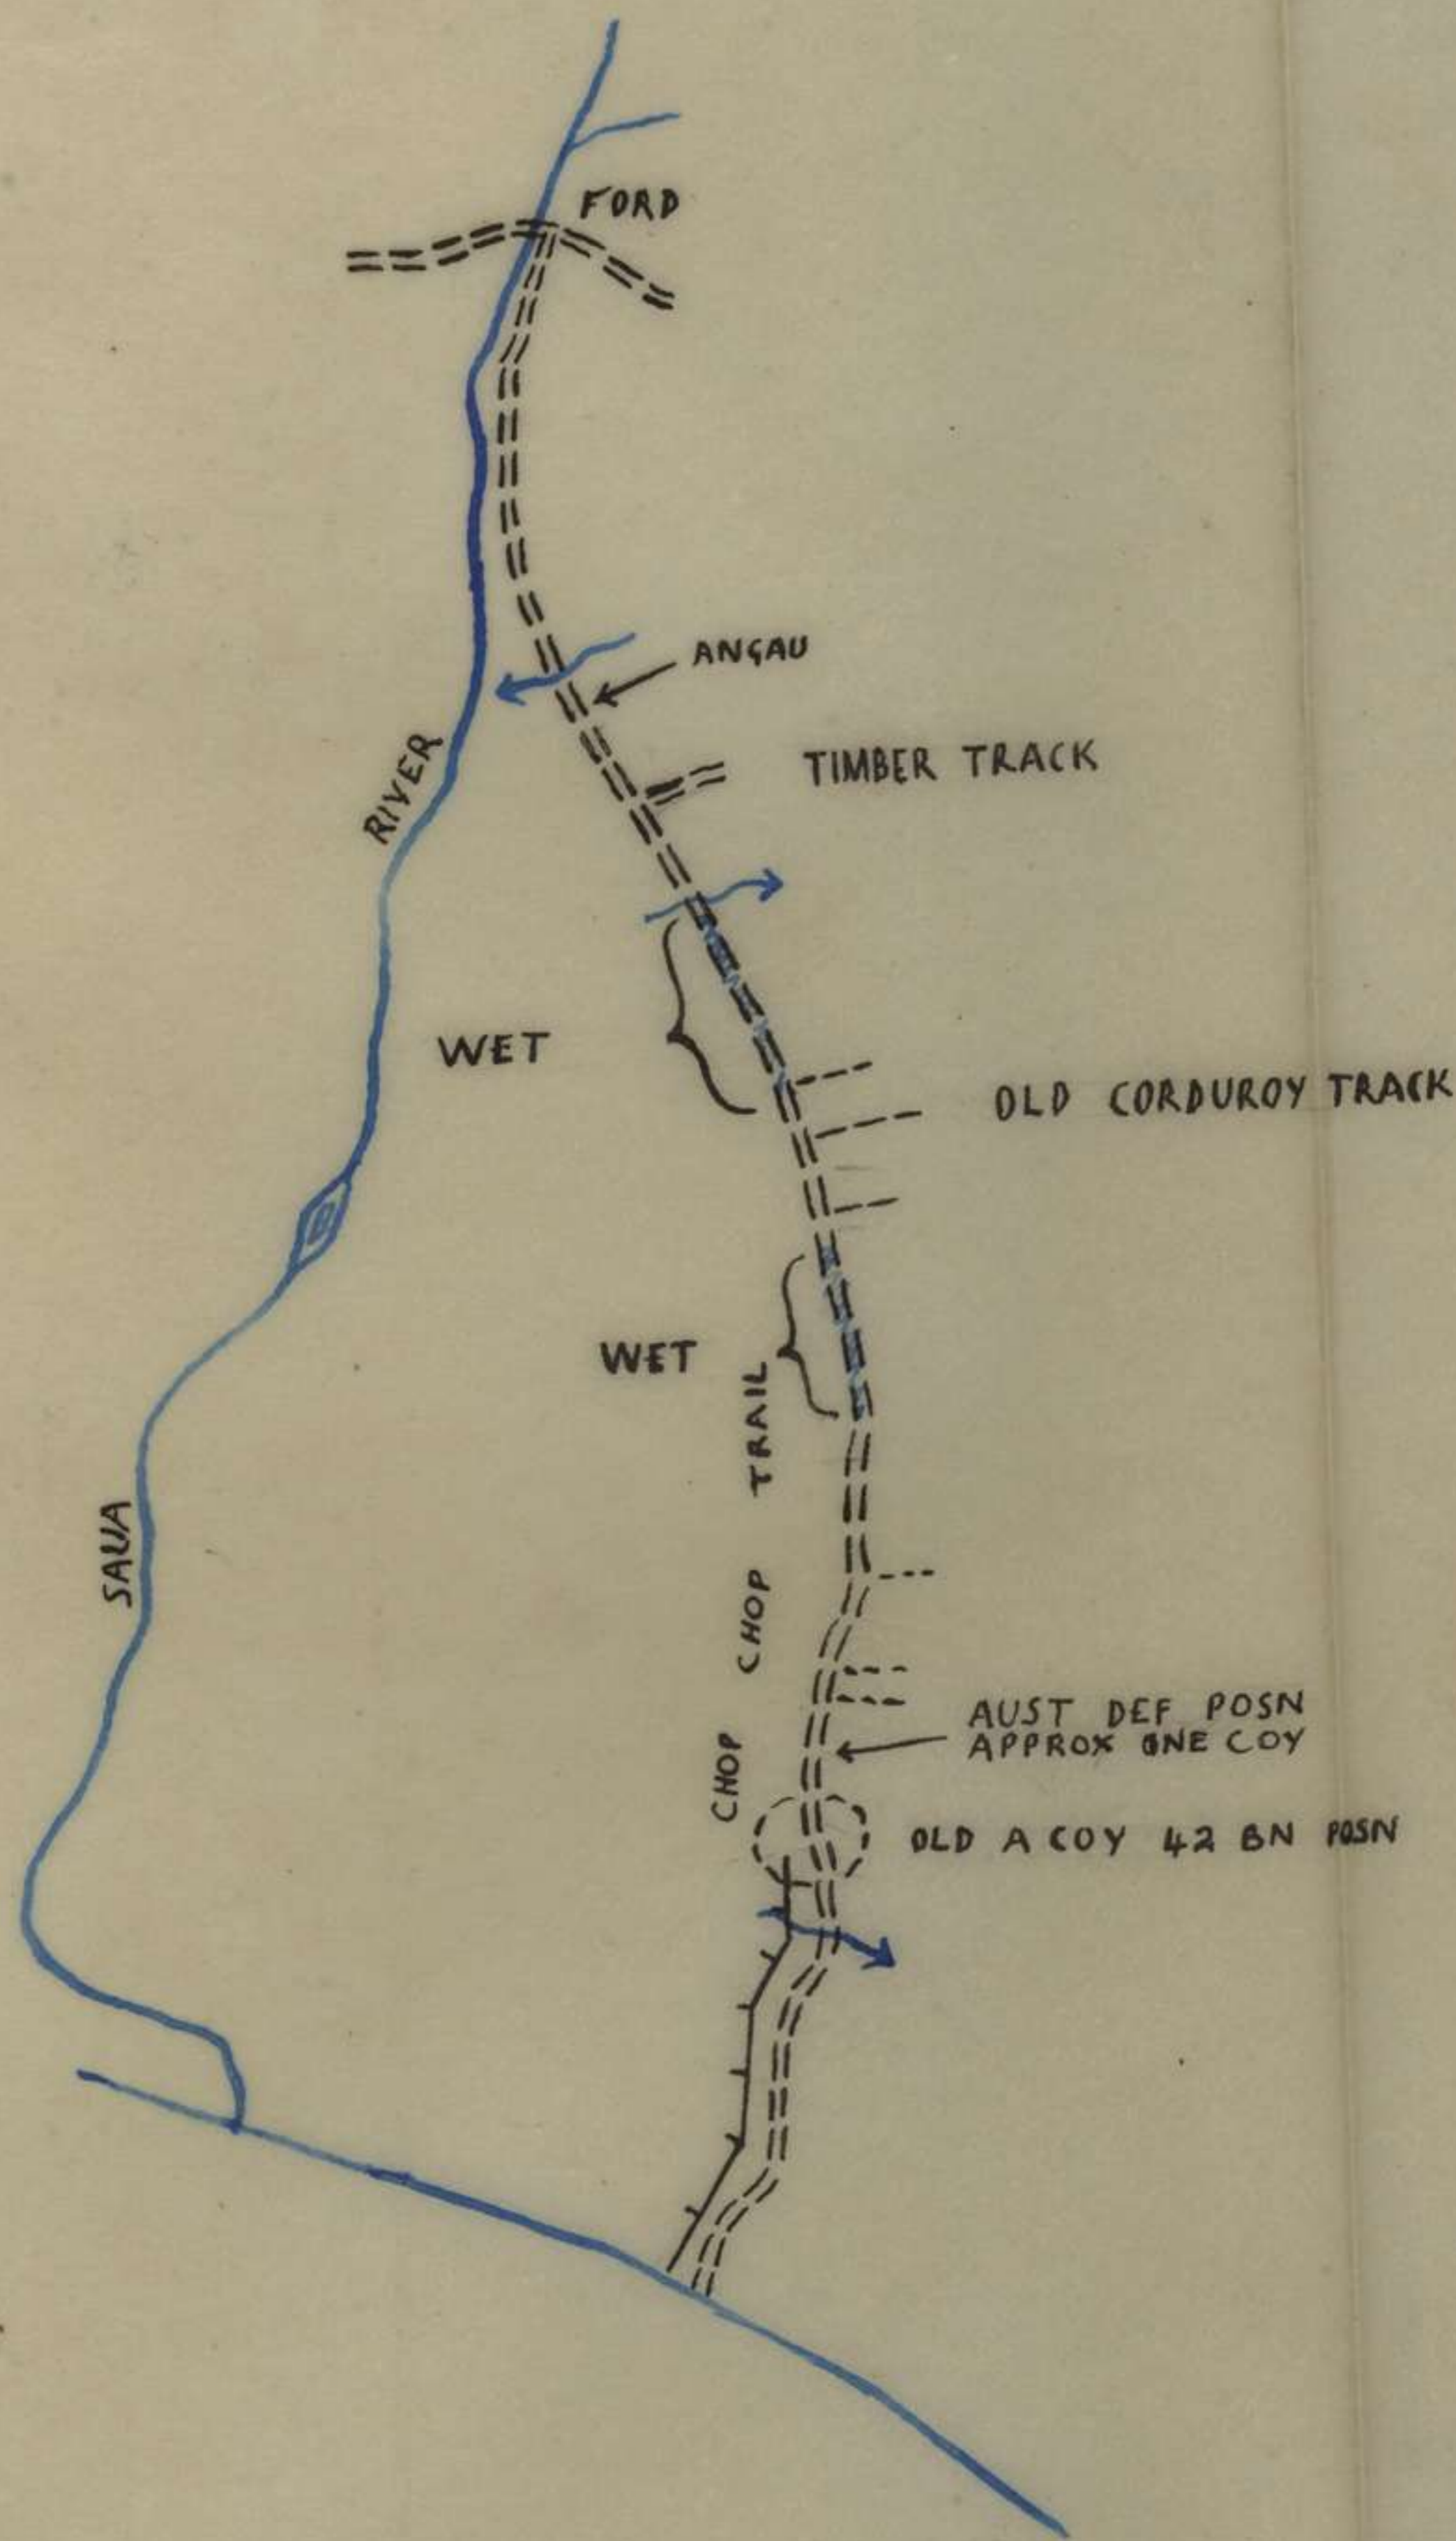 FORD
ANGAU
RIVER
TIMBER TRACK
WET
OLD CORDUROY TRACK
WET
CHOP CHOP TRAIL
SAUA
AUST DEF POSN
APPROX ONE COY
OLD A COY 42 BN POSN